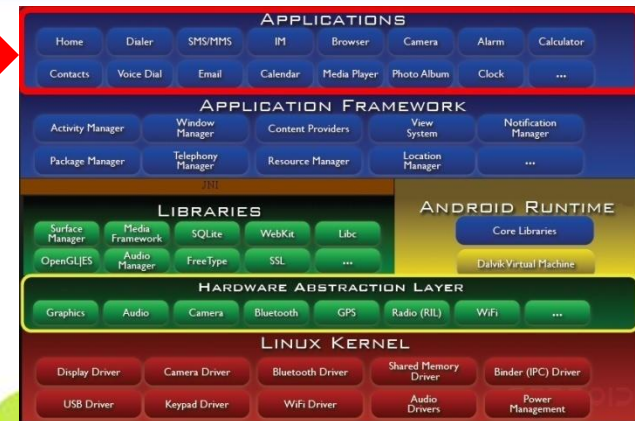 APPLICATIONS
Home Dialer SMS/MMS IM Browser Camera Alarm Calculator
Contacts Voice Dial Email Calendar Media Player Photo Album Clock ...
APPLICATION FRAMEWORK
Activity Manager Window Manager Content Providers View System Notification Manager
Package Manager Telephony Manager Resource Manager Location Manager ...
JNI
LIBRARIES
Surface Manager Media Framework SQLite WebKit Libc
OpenGL|ES Audio Manager FreeType SSL ...
ANDROID RUNTIME
Core Libraries
Dalvik Virtual Machine
HARDWARE ABSTRACTION LAYER
Graphics Audio Camera Bluetooth GPS Radio (RIL) WiFi ...
LINUX KERNEL
Display Driver Camera Driver Bluetooth Driver Shared Memory Driver Binder (IPC) Driver
USB Driver Keypad Driver WiFi Driver Audio Drivers Power Management